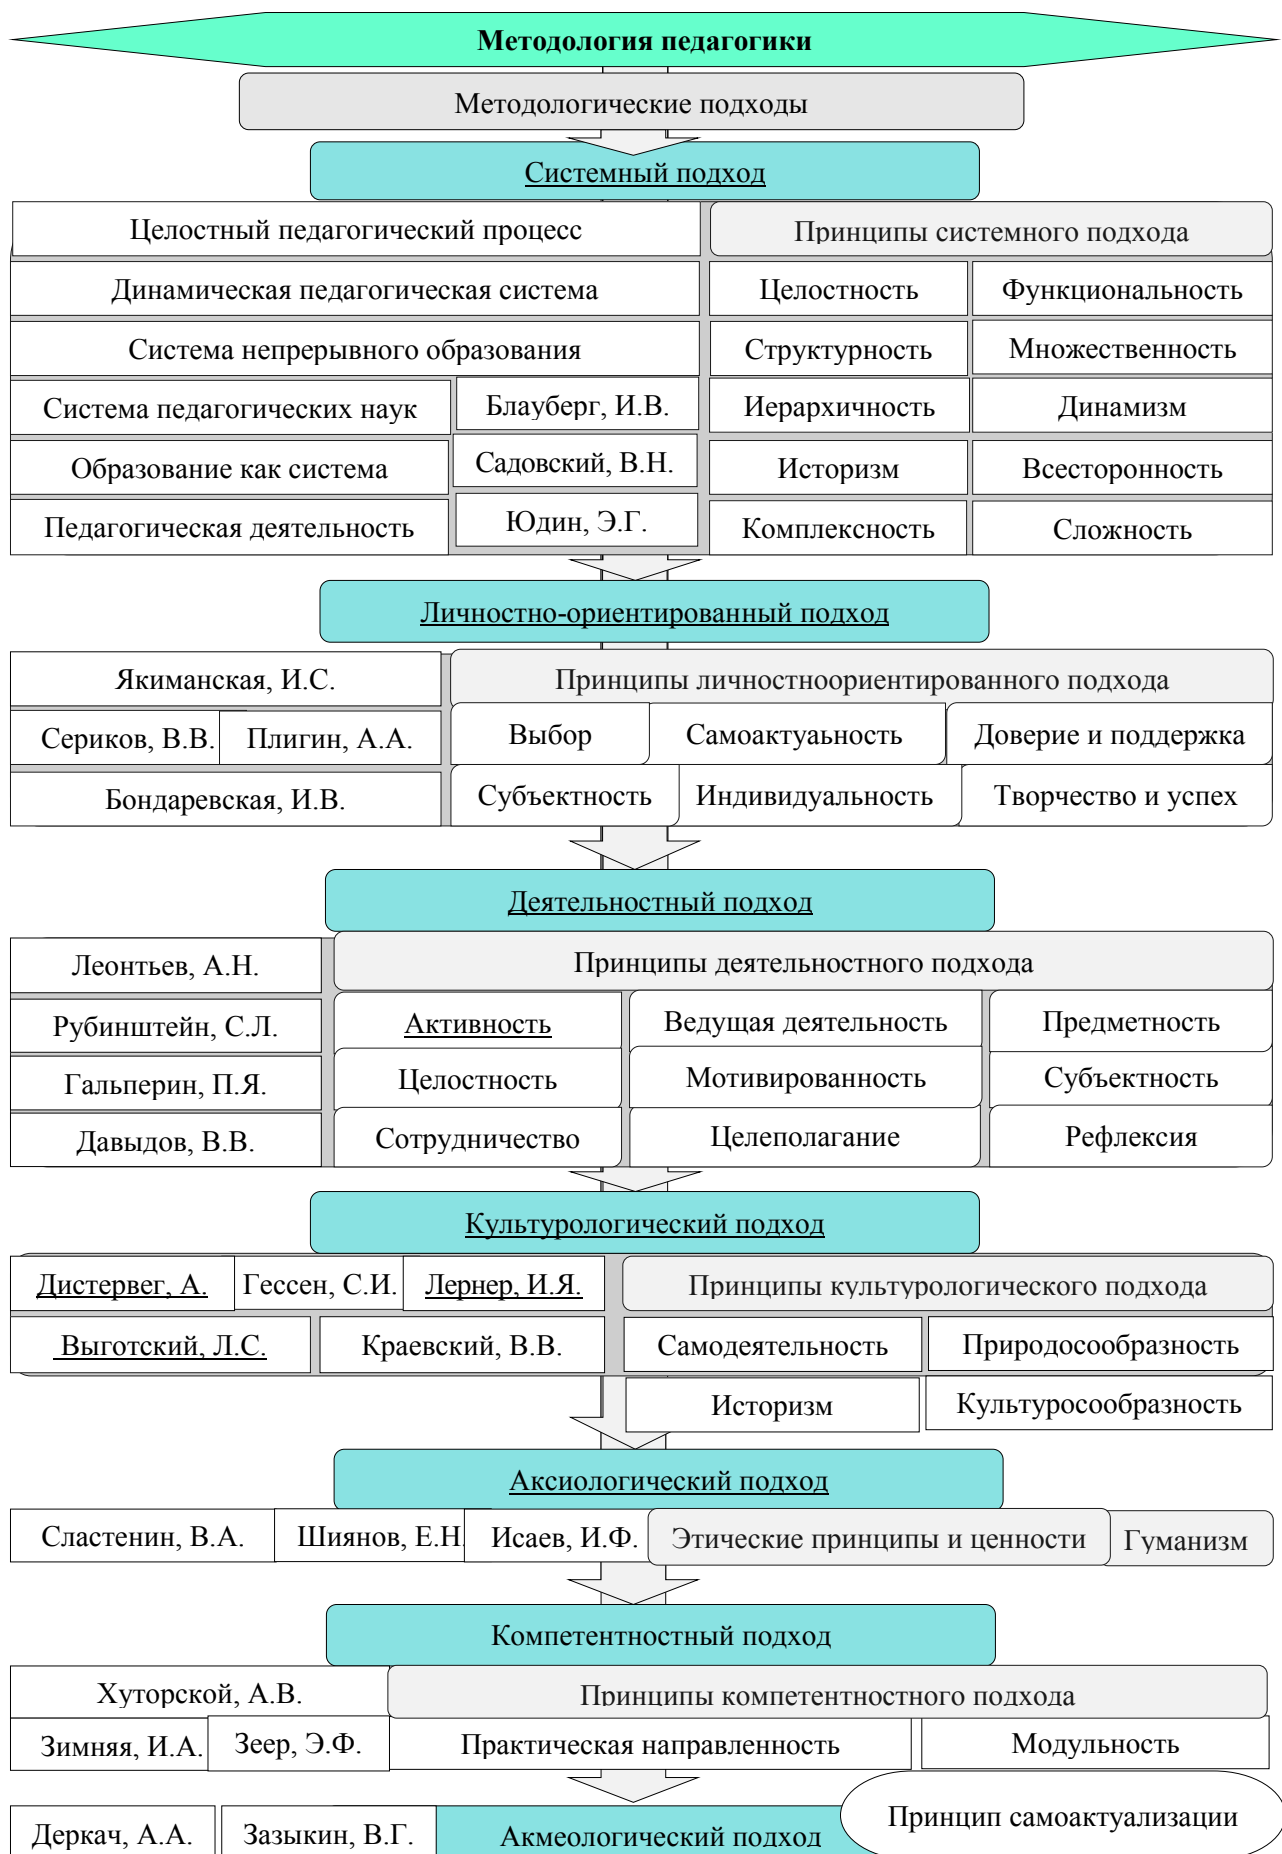 Методология педагогики
Методологические подходы
Системный подход
Целостный педагогический процесс
Принципы системного подхода
Динамическая педагогическая система
Целостность
Функциональность
Система непрерывного образования
Структурность
Множественность
Система педагогических наук
Блауберг, И.В.
Иерархичность
Динамизм
Образование как система
Садовский, В.Н.
Историзм
Всесторонность
Педагогическая деятельность
Юдин, Э.Г.
Комплексность
Сложность
Личностно-ориентированный подход
Якиманская, И.С.
Принципы личностноориентированного подхода
Сериков, В.В.
Плигин, А.А.
Выбор
Самоактуаьность
Доверие и поддержка
Бондаревская, И.В.
Субъектность
Индивидуальность
Творчество и успех
Деятельностный подход
Леонтьев, А.Н.
Принципы деятельностного подхода
Рубинштейн, С.Л.
Активность
Ведущая деятельность
Предметность
Гальперин, П.Я.
Целостность
Мотивированность
Субъектность
Давыдов, В.В.
Сотрудничество
Целеполагание
Рефлексия
Культурологический подход
Дистервег, А.
Гессен, С.И.
Лернер, И.Я.
Принципы культурологического подхода
Выготский, Л.С.
Краевский, В.В.
Самодеятельность
Природосообразность
Историзм
Культуросообразность
Аксиологический подход
Сластенин, В.А.
Шиянов, Е.Н.
Исаев, И.Ф.
Этические принципы и ценности
Гуманизм
Компетентностный подход
Хуторской, А.В.
Принципы компетентностного подхода
Зимняя, И.А.
Зеер, Э.Ф.
Практическая направленность
Модульность
Деркач, А.А.
Зазыкин, В.Г.
Акмеологический подход
Принцип самоактуализации